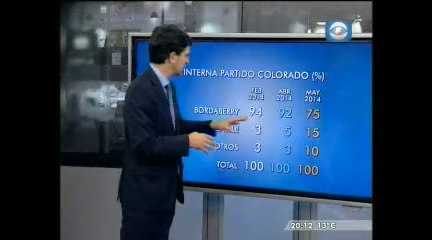 INTERNA PARTIDO COLORADO (%)
FEB 2014 ABR 2014 MAY 2014
BORDABERRY 94 92 75
3 5 15
OTROS 3 3 10
TOTAL 100 100 100
20:12 13°C